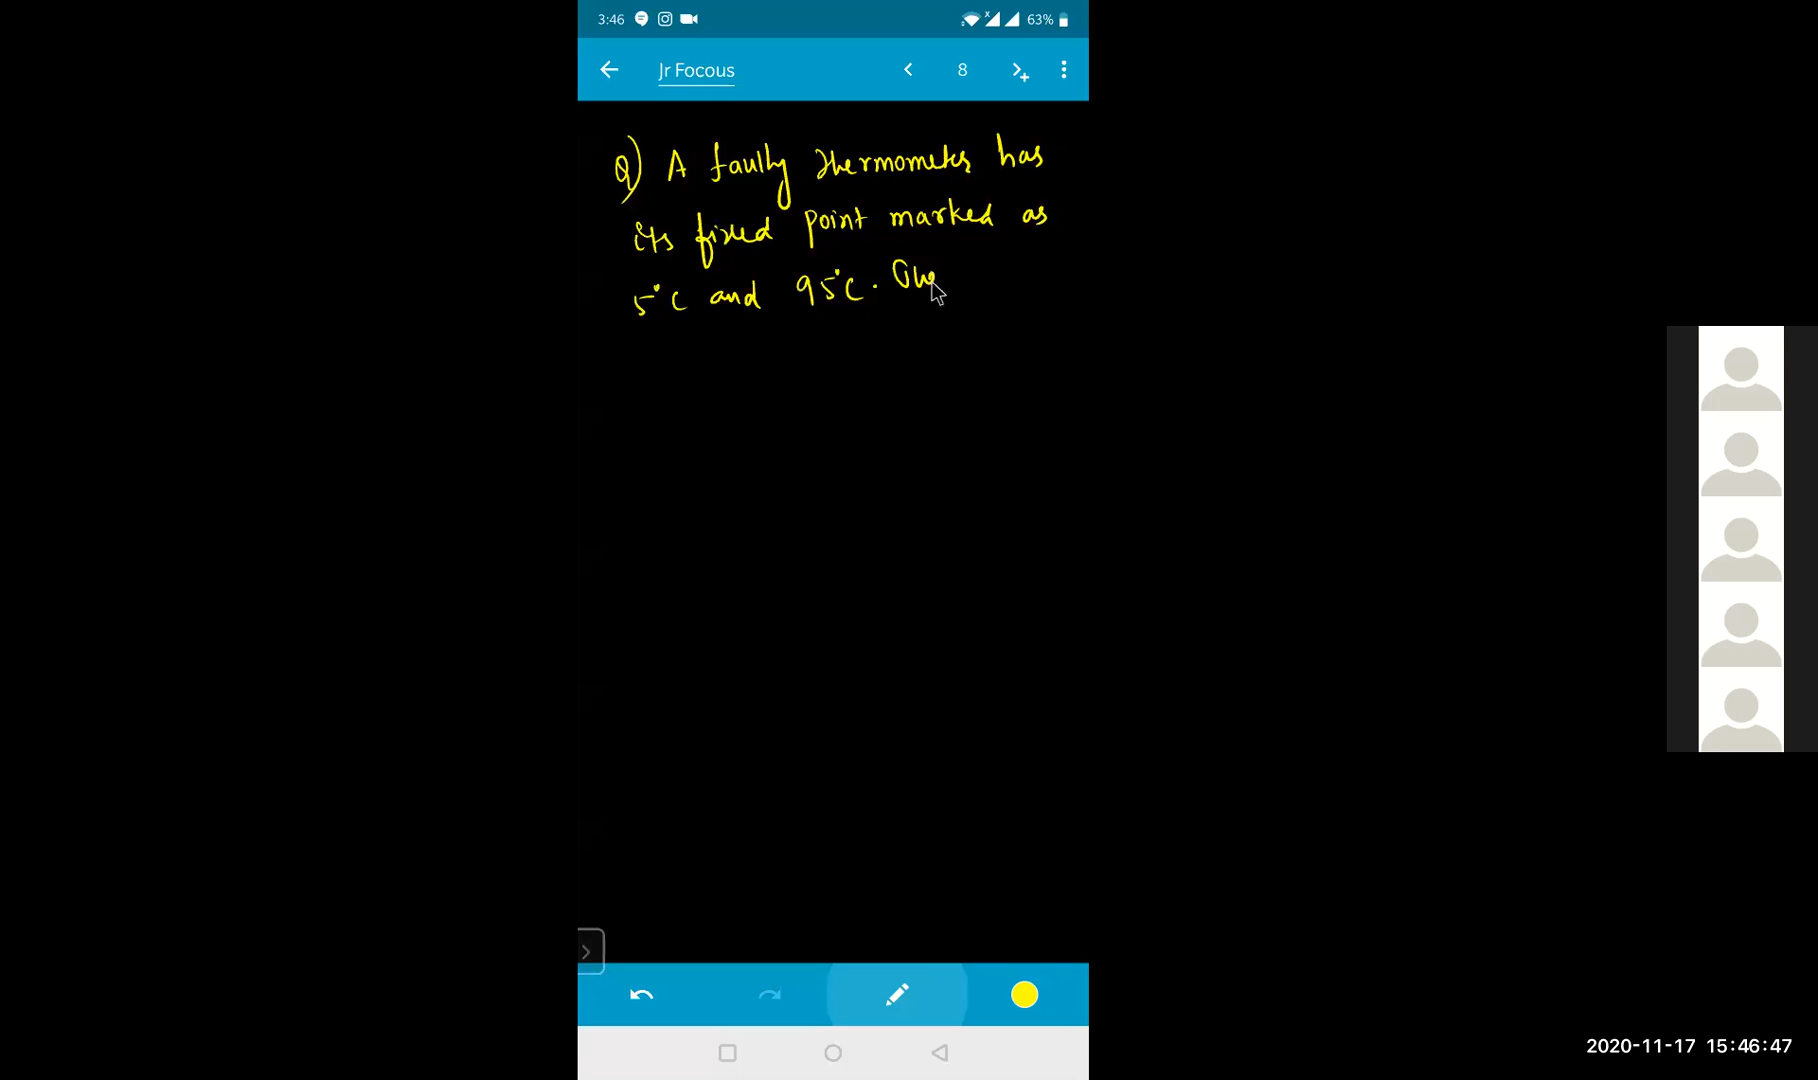 3:46
63%
Jr Focous
8
Q) A faulty thermometer has
its fixed point marked as
5°C and 95°C. The
2020-11-17 15:46:47